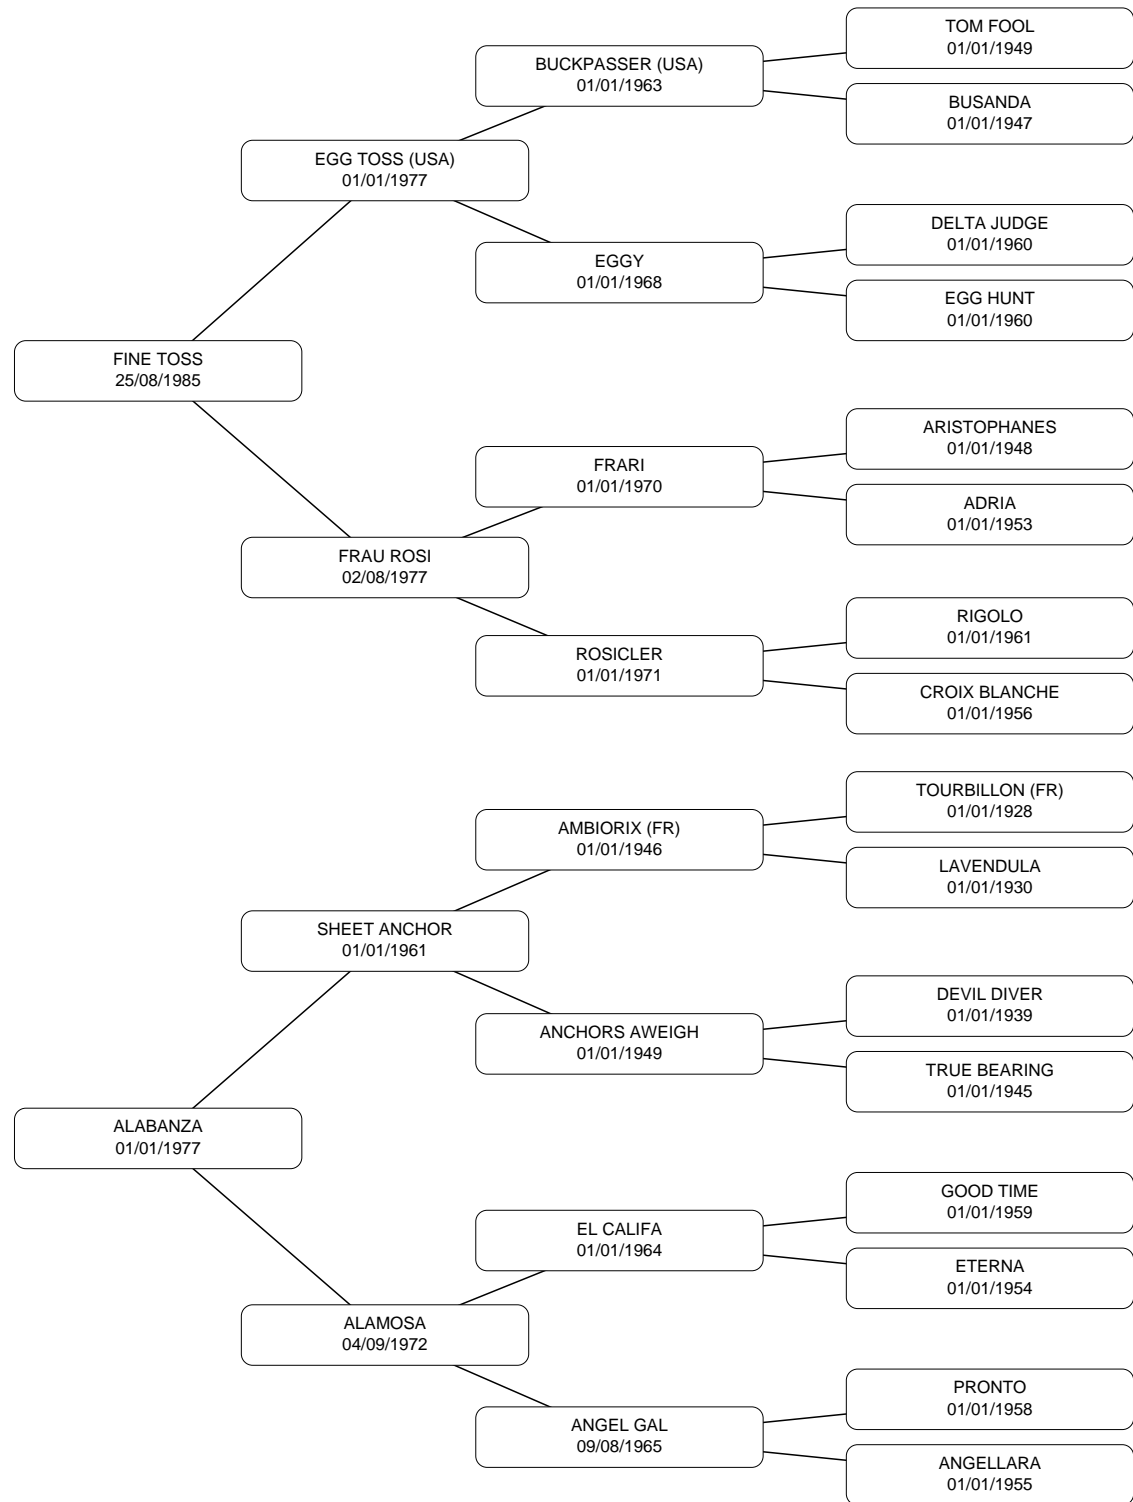 TOM FOOL
01/01/1949
BUCKPASSER (USA)
01/01/1963
BUSANDA
01/01/1947
EGG TOSS (USA)
01/01/1977
DELTA JUDGE
01/01/1960
EGGY
01/01/1968
EGG HUNT
01/01/1960
FINE TOSS
25/08/1985
ARISTOPHANES
01/01/1948
FRARI
01/01/1970
ADRIA
01/01/1953
FRAU ROSI
02/08/1977
RIGOLO
01/01/1961
ROSICLER
01/01/1971
CROIX BLANCHE
01/01/1956
TOURBILLON (FR)
01/01/1928
AMBIORIX (FR)
01/01/1946
LAVENDULA
01/01/1930
SHEET ANCHOR
01/01/1961
DEVIL DIVER
01/01/1939
ANCHORS AWEIGH
01/01/1949
TRUE BEARING
01/01/1945
ALABANZA
01/01/1977
GOOD TIME
01/01/1959
EL CALIFA
01/01/1964
ETERNA
01/01/1954
ALAMOSA
04/09/1972
PRONTO
01/01/1958
ANGEL GAL
09/08/1965
ANGELLARA
01/01/1955